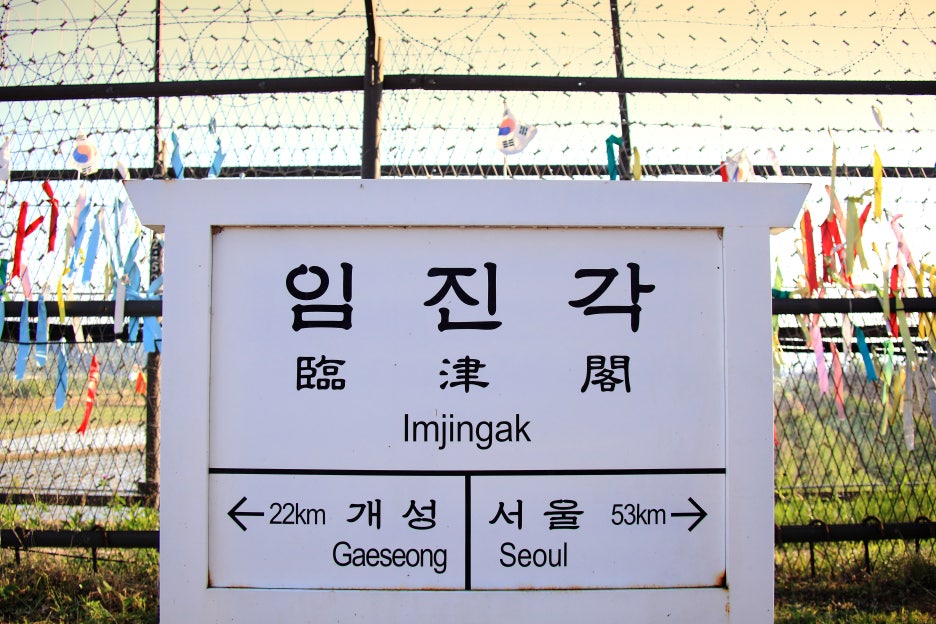 임 진 각
臨 津 閣
Imjingak
← 22km 개 성
Gaeseong
서 울 53km →
Seoul